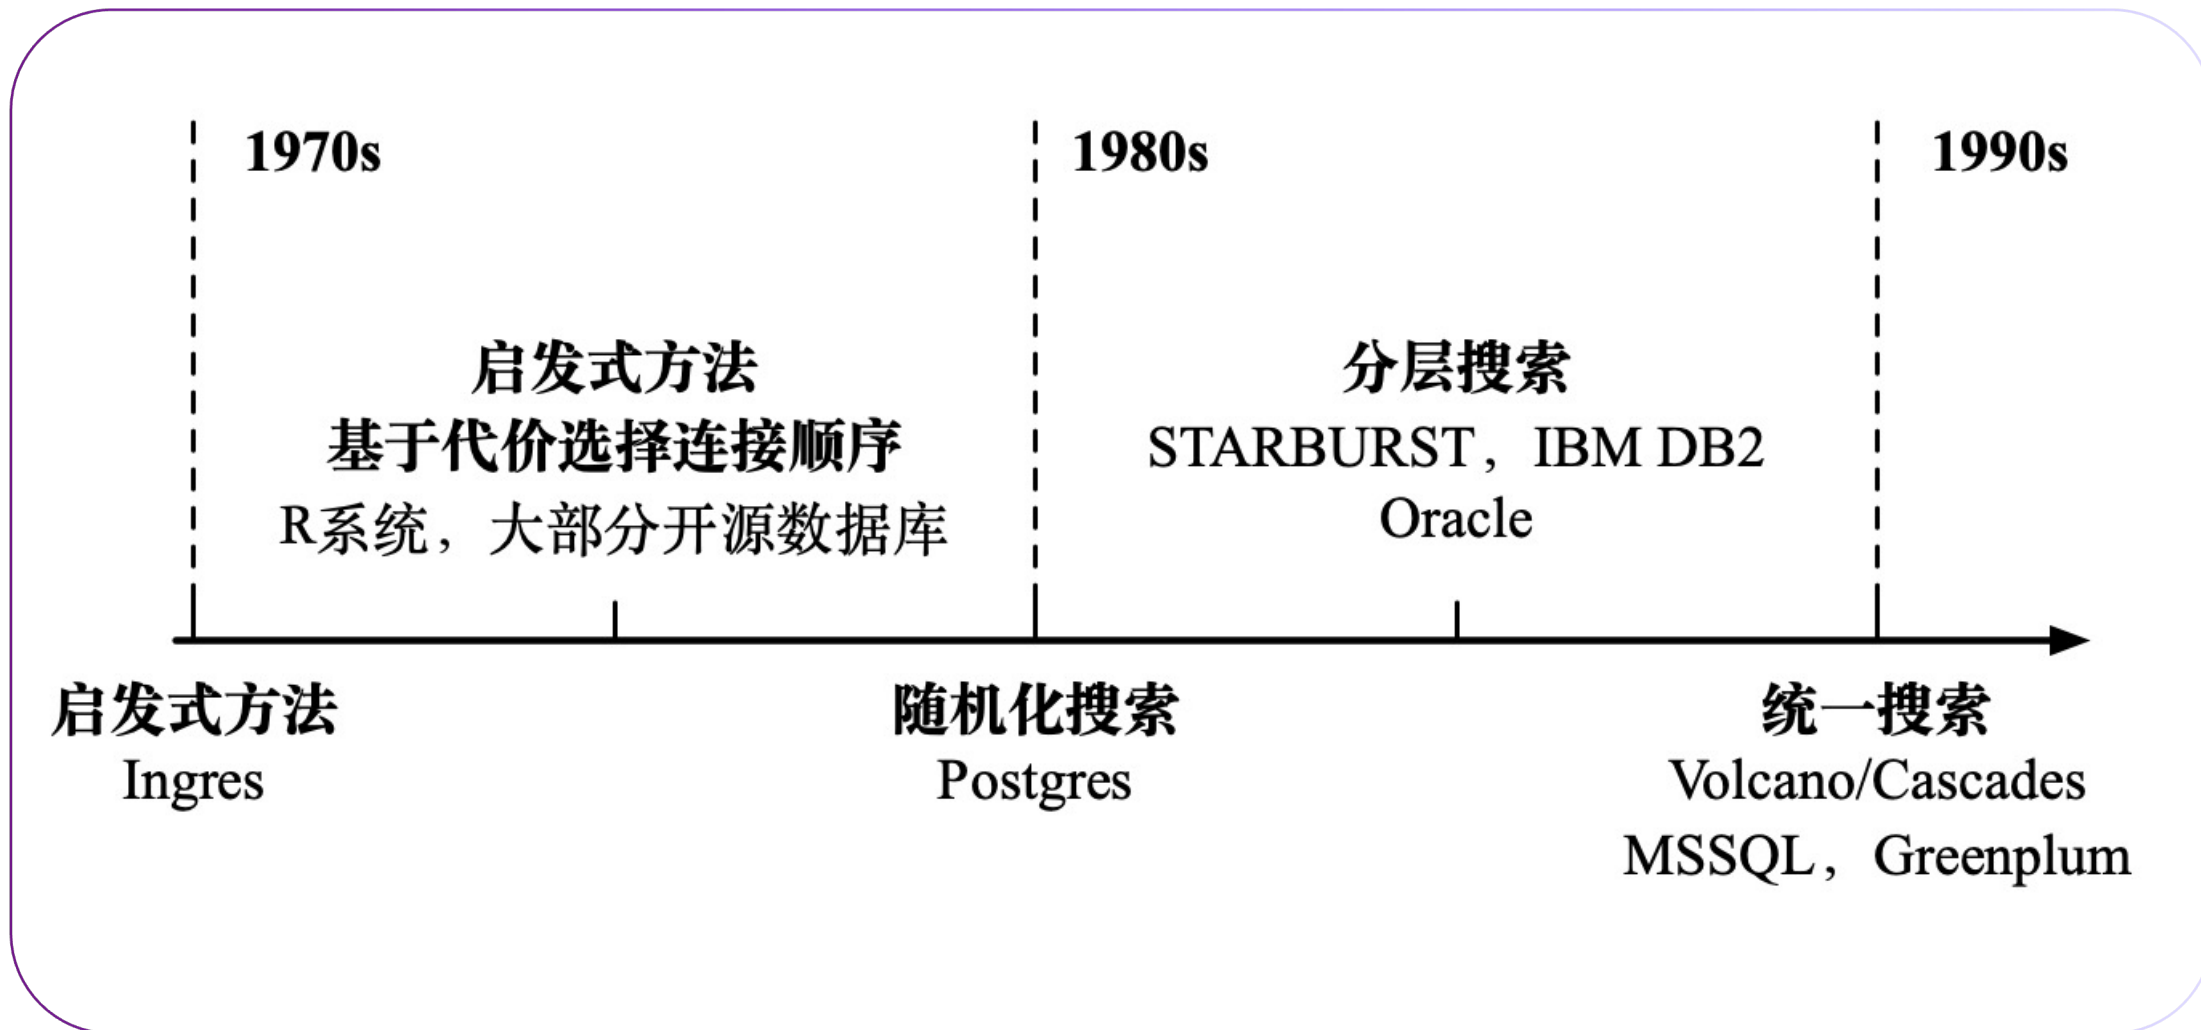 1970s
1980s
1990s
启发式方法
基于代价选择连接顺序
R系统，大部分开源数据库
分层搜索
STARBURST，IBM DB2
Oracle
启发式方法
Ingres
随机化搜索
Postgres
统一搜索
Volcano/Cascades
MSSQL，Greenplum